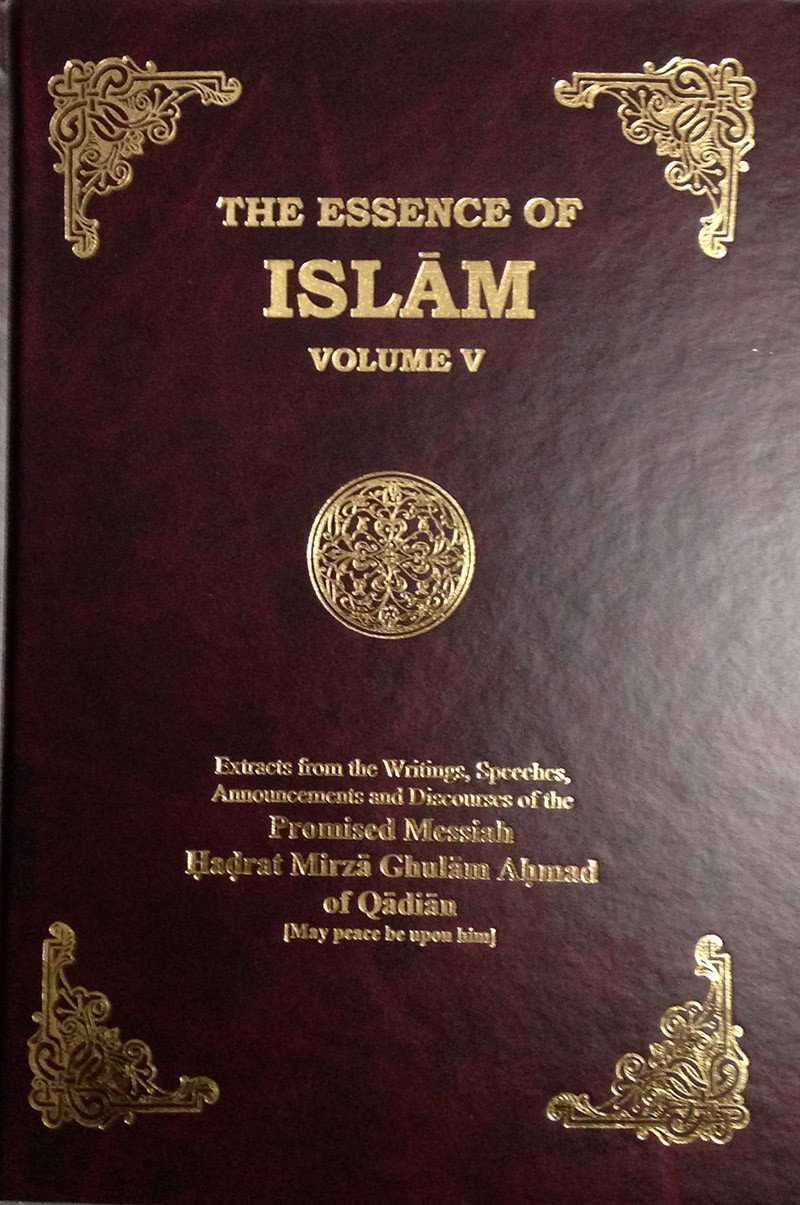 THE ESSENCE OF
ISLĀM
VOLUME V
Extracts from the Writings, Speeches,
Announcements and Discourses of the
Promised Messiah
Ḥaḍrat Mirzā Ghulām Aḥmad
of Qādiān
[May peace be upon him]